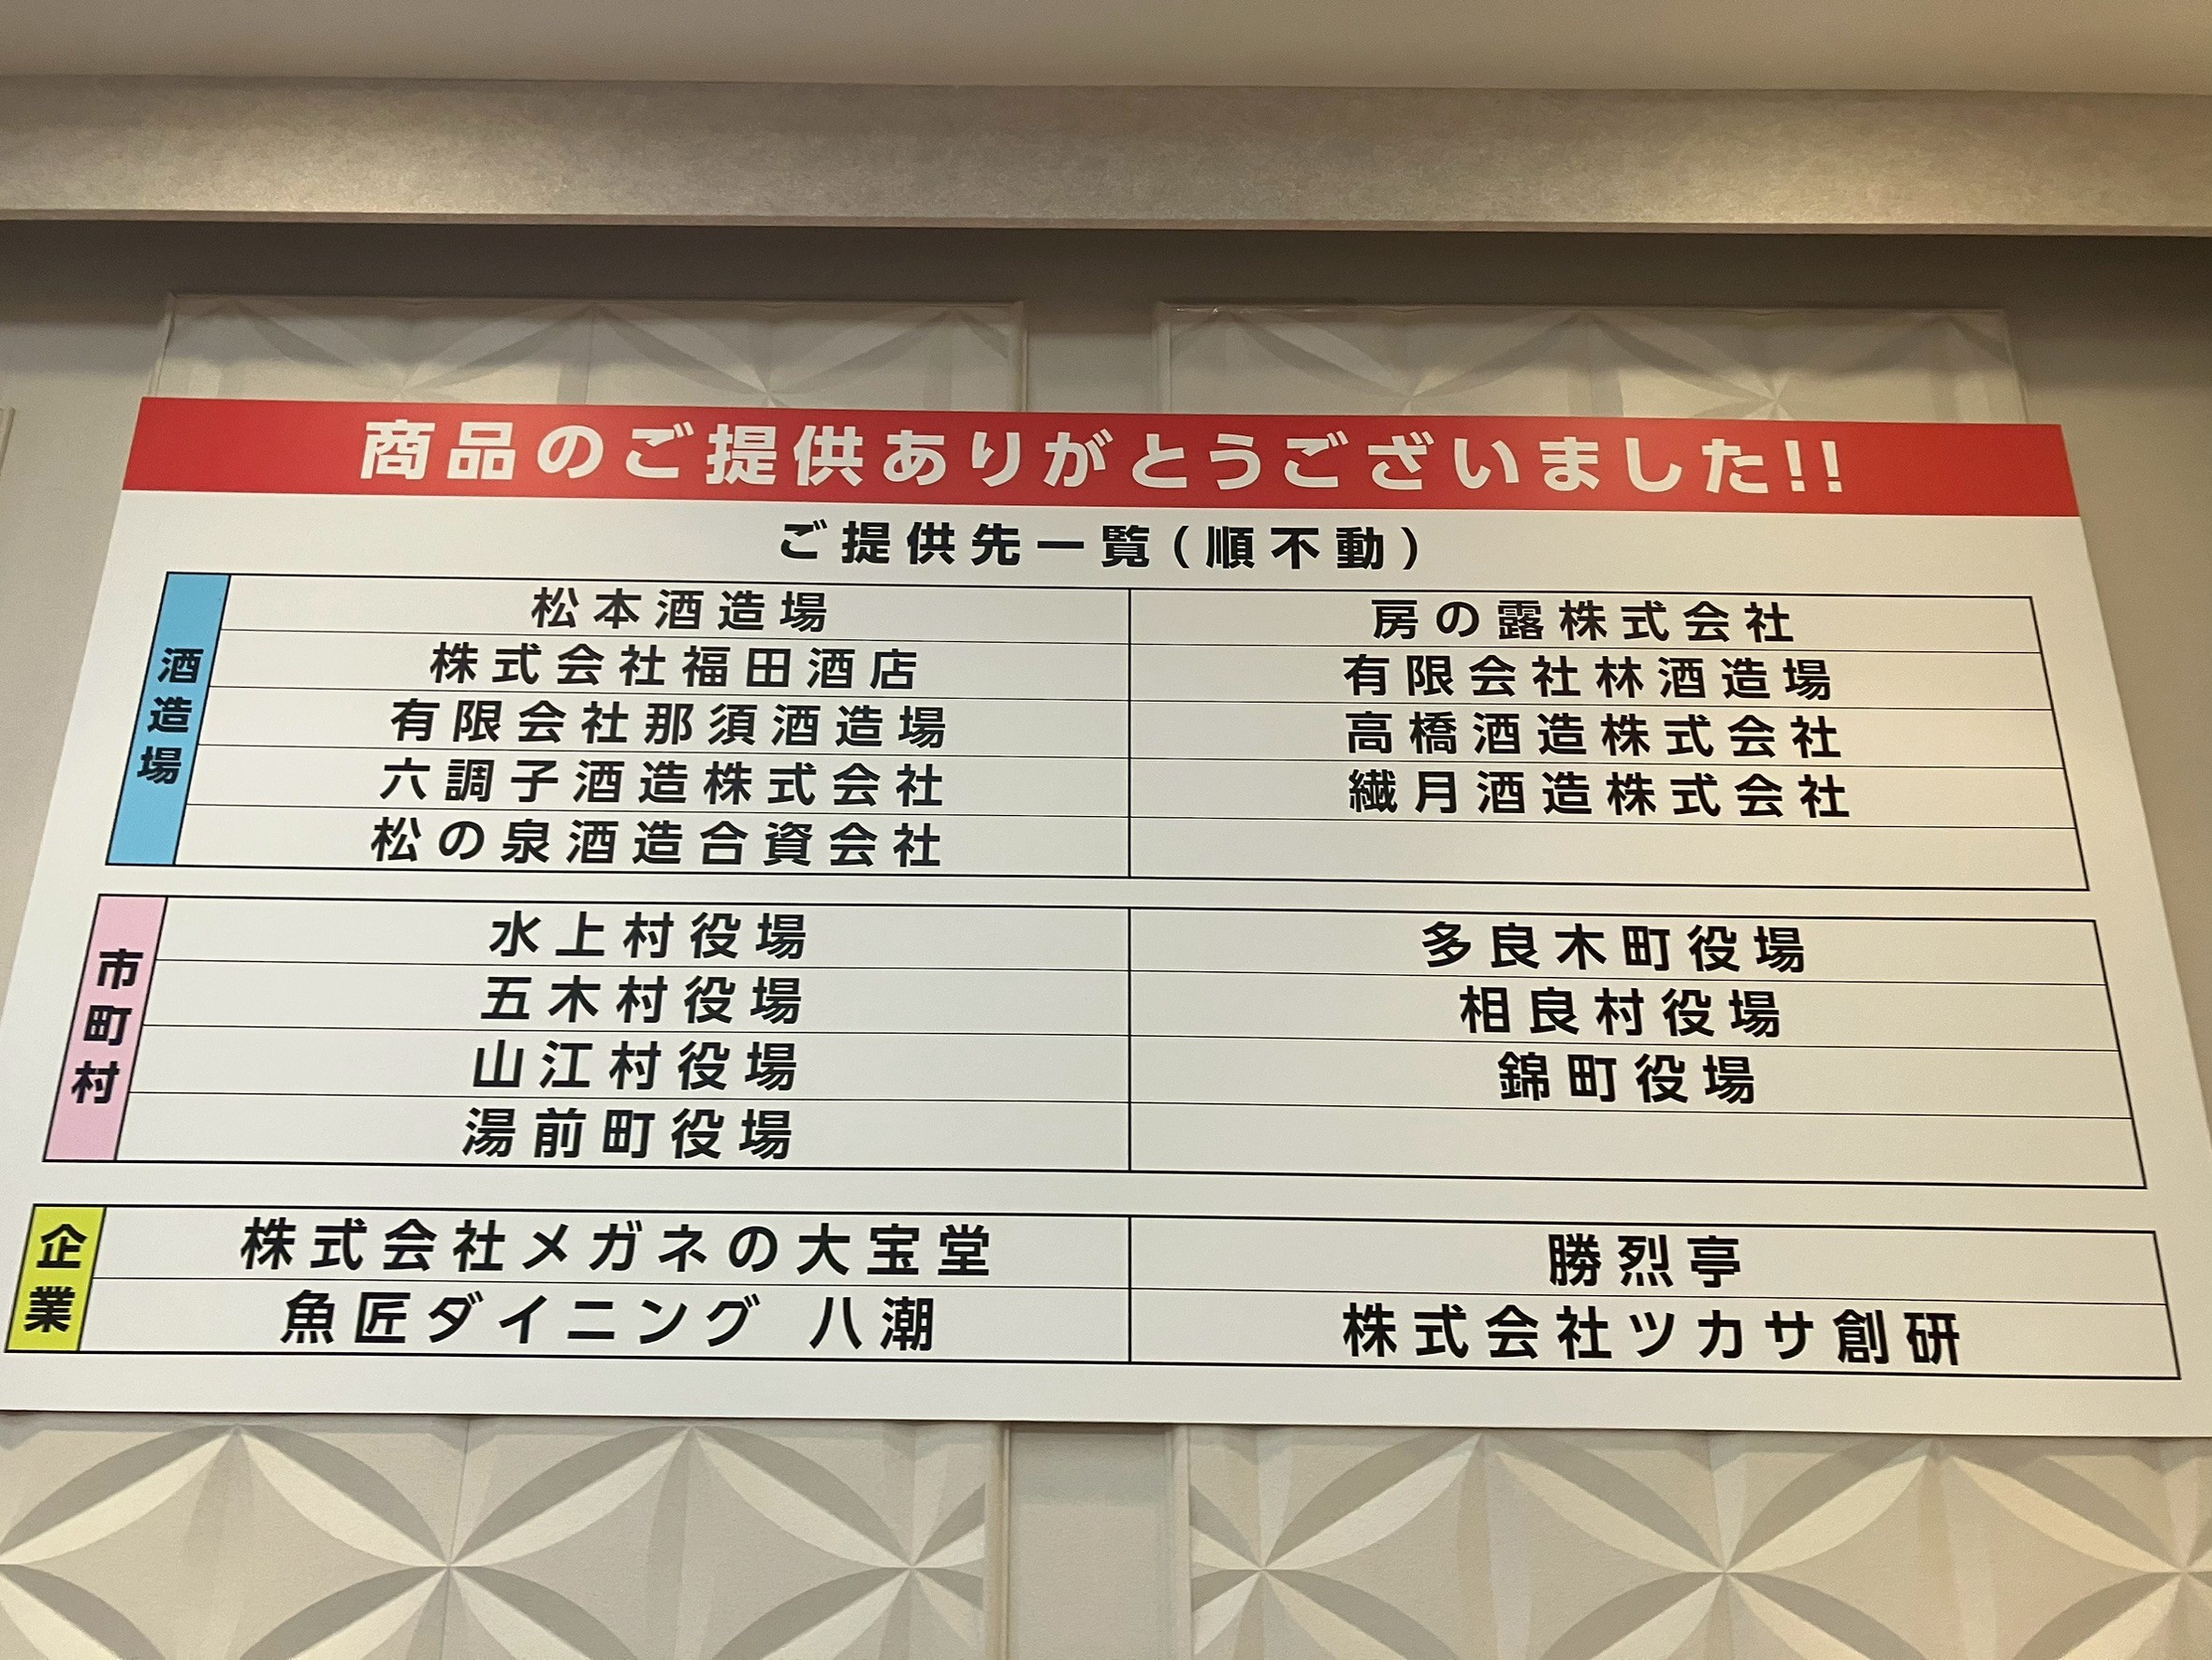 商品のご提供ありがとうございました!!
ご提供先一覧(順不動)
酒造場
松本酒造場 房の露株式会社
株式会社福田酒店 有限会社林酒造場
有限会社那須酒造場 高橋酒造株式会社
六調子酒造株式会社 繊月酒造株式会社
松の泉酒造合資会社
市町村
水上村役場 多良木町役場
五木村役場 相良村役場
山江村役場 錦町役場
湯前町役場
企業
株式会社メガネの大宝堂 勝烈亭
魚匠ダイニング 八潮 株式会社ツカサ創研